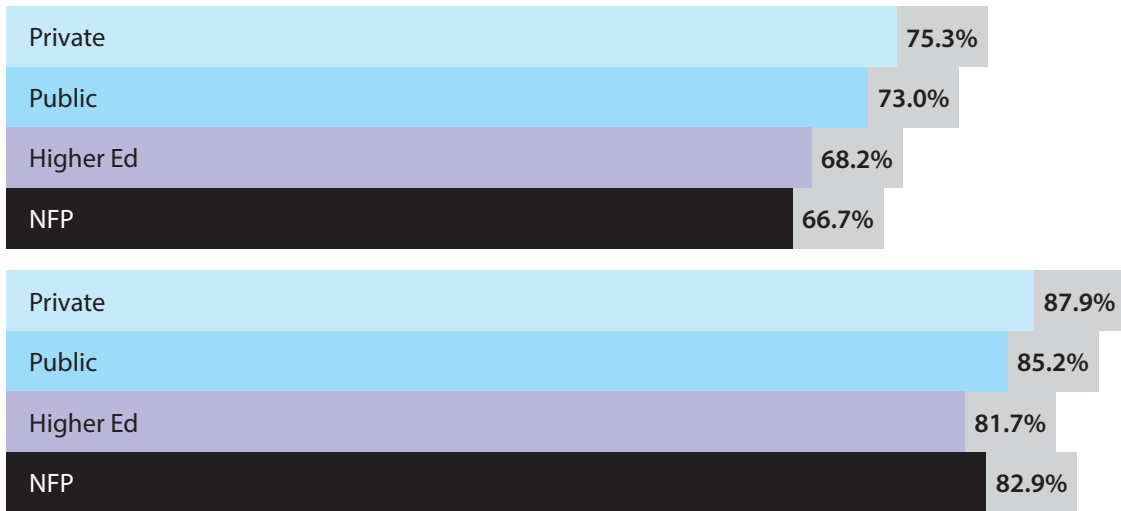 Private 75.3%
Public 73.0%
Higher Ed 68.2%
NFP 66.7%
Private 87.9%
Public 85.2%
Higher Ed 81.7%
NFP 82.9%